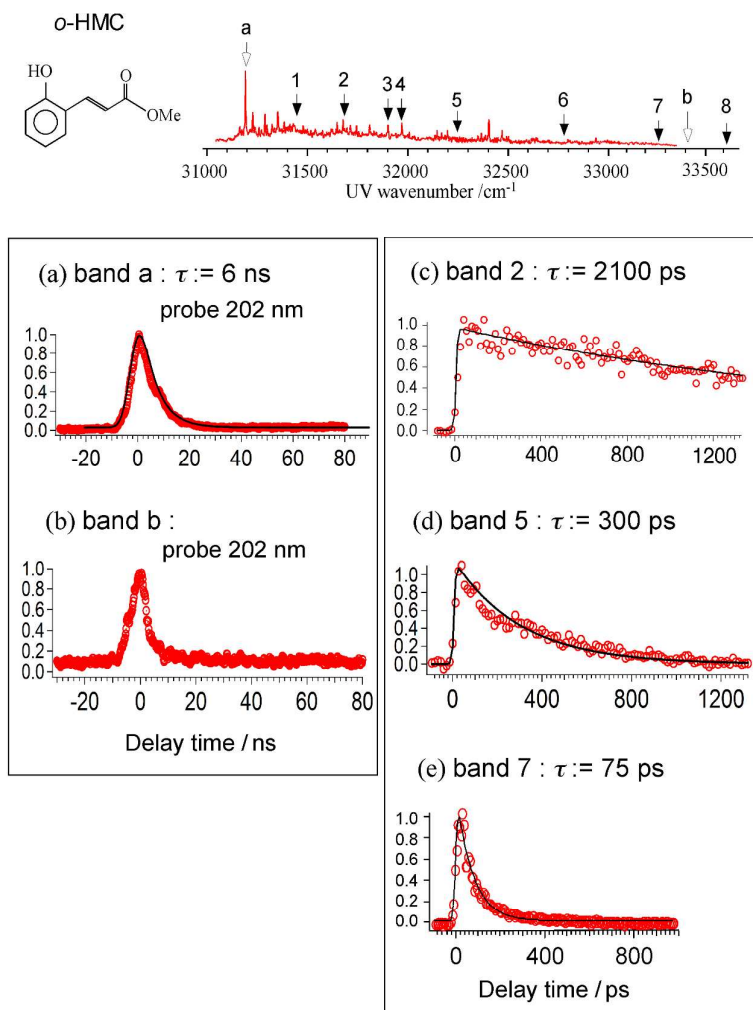 o-HMC
HO
O
OMe
a
1 2 3 4 5 6 7 b 8
31000 31500 32000 32500 33000 33500
UV wavenumber /cm⁻¹
(a) band a : τ := 6 ns
probe 202 nm
1.0
0.8
0.6
0.4
0.2
0.0
-20 0 20 40 60 80
(b) band b :
probe 202 nm
1.0
0.8
0.6
0.4
0.2
0.0
-20 0 20 40 60 80
Delay time / ns
(c) band 2 : τ := 2100 ps
1.0
0.8
0.6
0.4
0.2
0.0
0 400 800 1200
(d) band 5 : τ := 300 ps
1.0
0.8
0.6
0.4
0.2
0.0
0 400 800 1200
(e) band 7 : τ := 75 ps
1.0
0.8
0.6
0.4
0.2
0.0
0 400 800
Delay time / ps